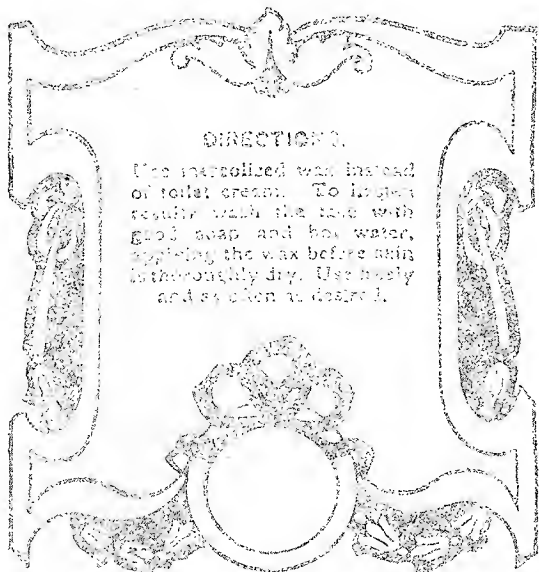 DIRECTIONS.
Use mercolized wax instead
of toilet cream. To hasten
results wash the face with
good soap and hot water,
applying the wax before skin
is thoroughly dry. Use freely
and as often as desired.